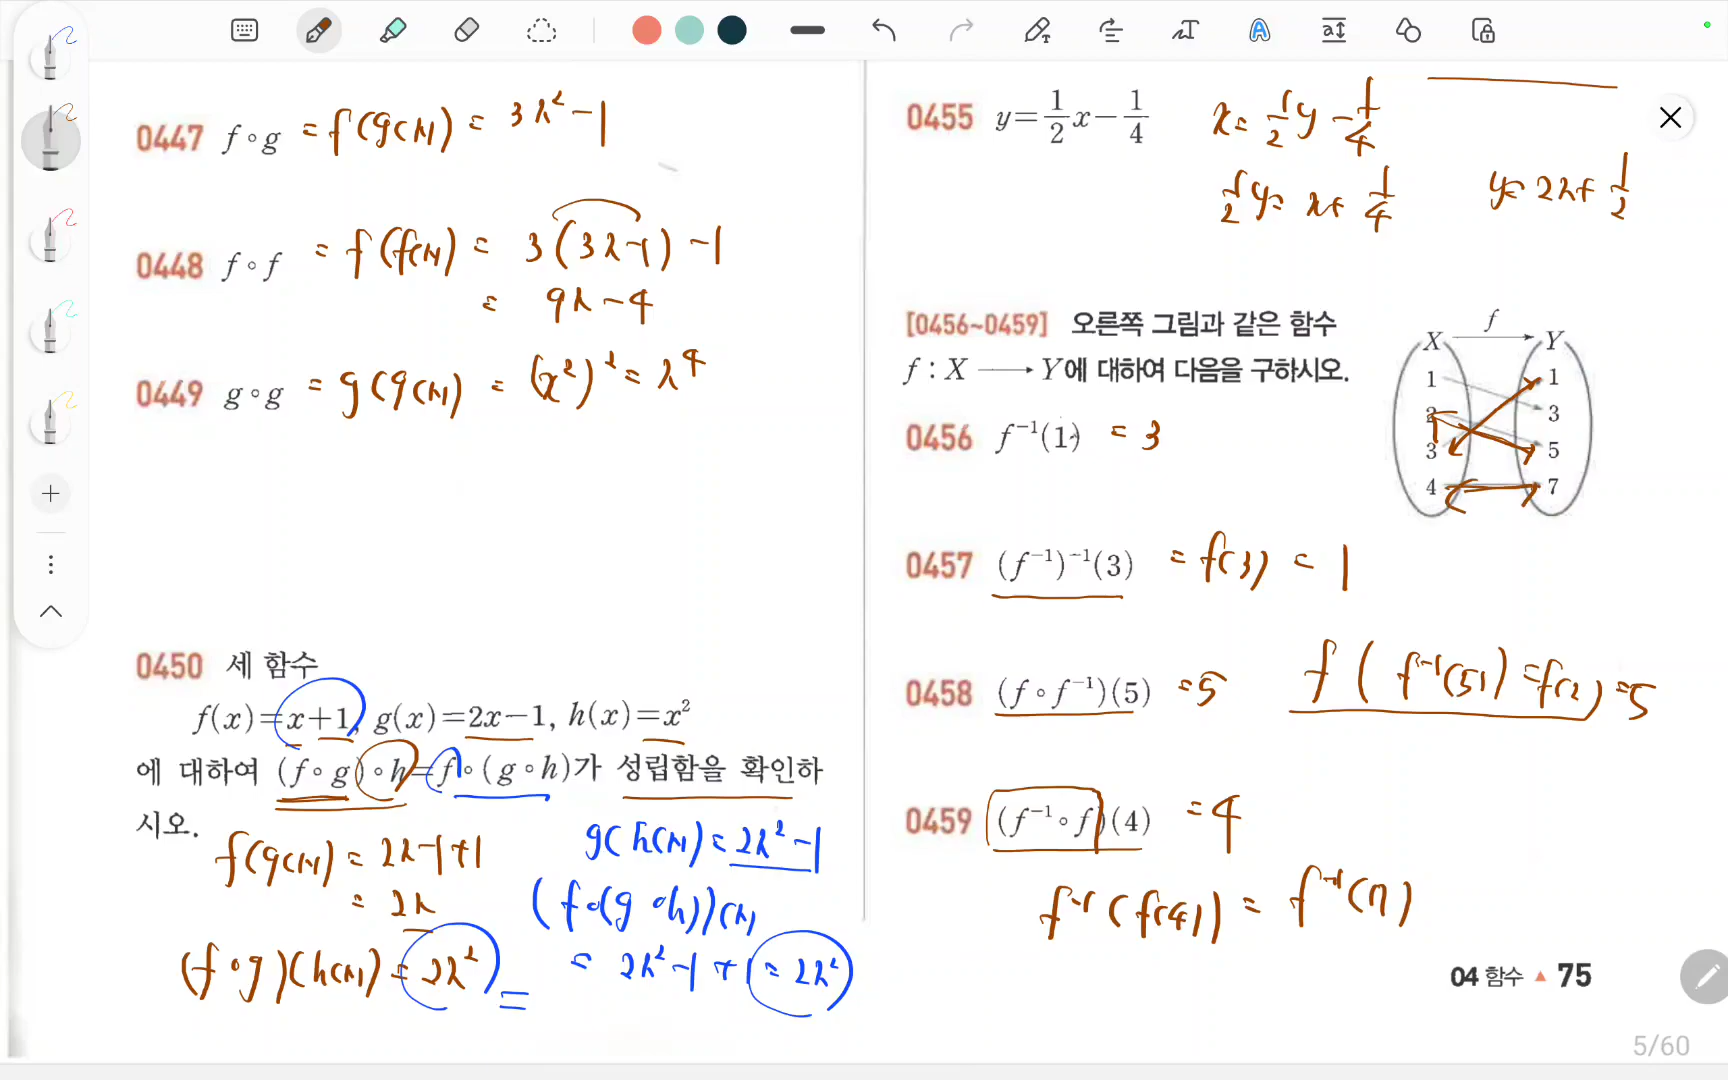 0447 f∘g = f(g(x)) = 3x² - 1
0448 f∘f = f(f(x)) = 3(3x-1) - 1
= 9x - 4
0449 g∘g = g(g(x)) = (x²)² = x⁴
0450 세 함수
f(x)=x+1, g(x)=2x-1, h(x)=x²
에 대하여 (f∘g)∘h=f∘(g∘h)가 성립함을 확인하
시오.
f(g(x)) = 2x-1+1
= 2x
(f∘g)(h(x)) = 2x²
=
g(h(x)) = 2x²-1
(f∘(g∘h))(x)
= 2x²-1+1 = 2x²
0455 y=1/2x-1/4 x= 1/2y - 1/4
1/2y= x+ 1/4 y= 2x+ 1/2
[0456~0459] 오른쪽 그림과 같은 함수
f : X ⟶ Y에 대하여 다음을 구하시오.
f
X Y
1 1
2 3
3 5
4 7
0456 f⁻¹(1) = 3
0457 (f⁻¹)⁻¹(3) = f(3) = 1
0458 (f∘f⁻¹)(5) =5 f(f⁻¹(5)) =f(2) =5
0459 (f⁻¹∘f)(4) =4
f⁻¹(f(4)) = f⁻¹(7)
04 함수 ▲ 75
5/60